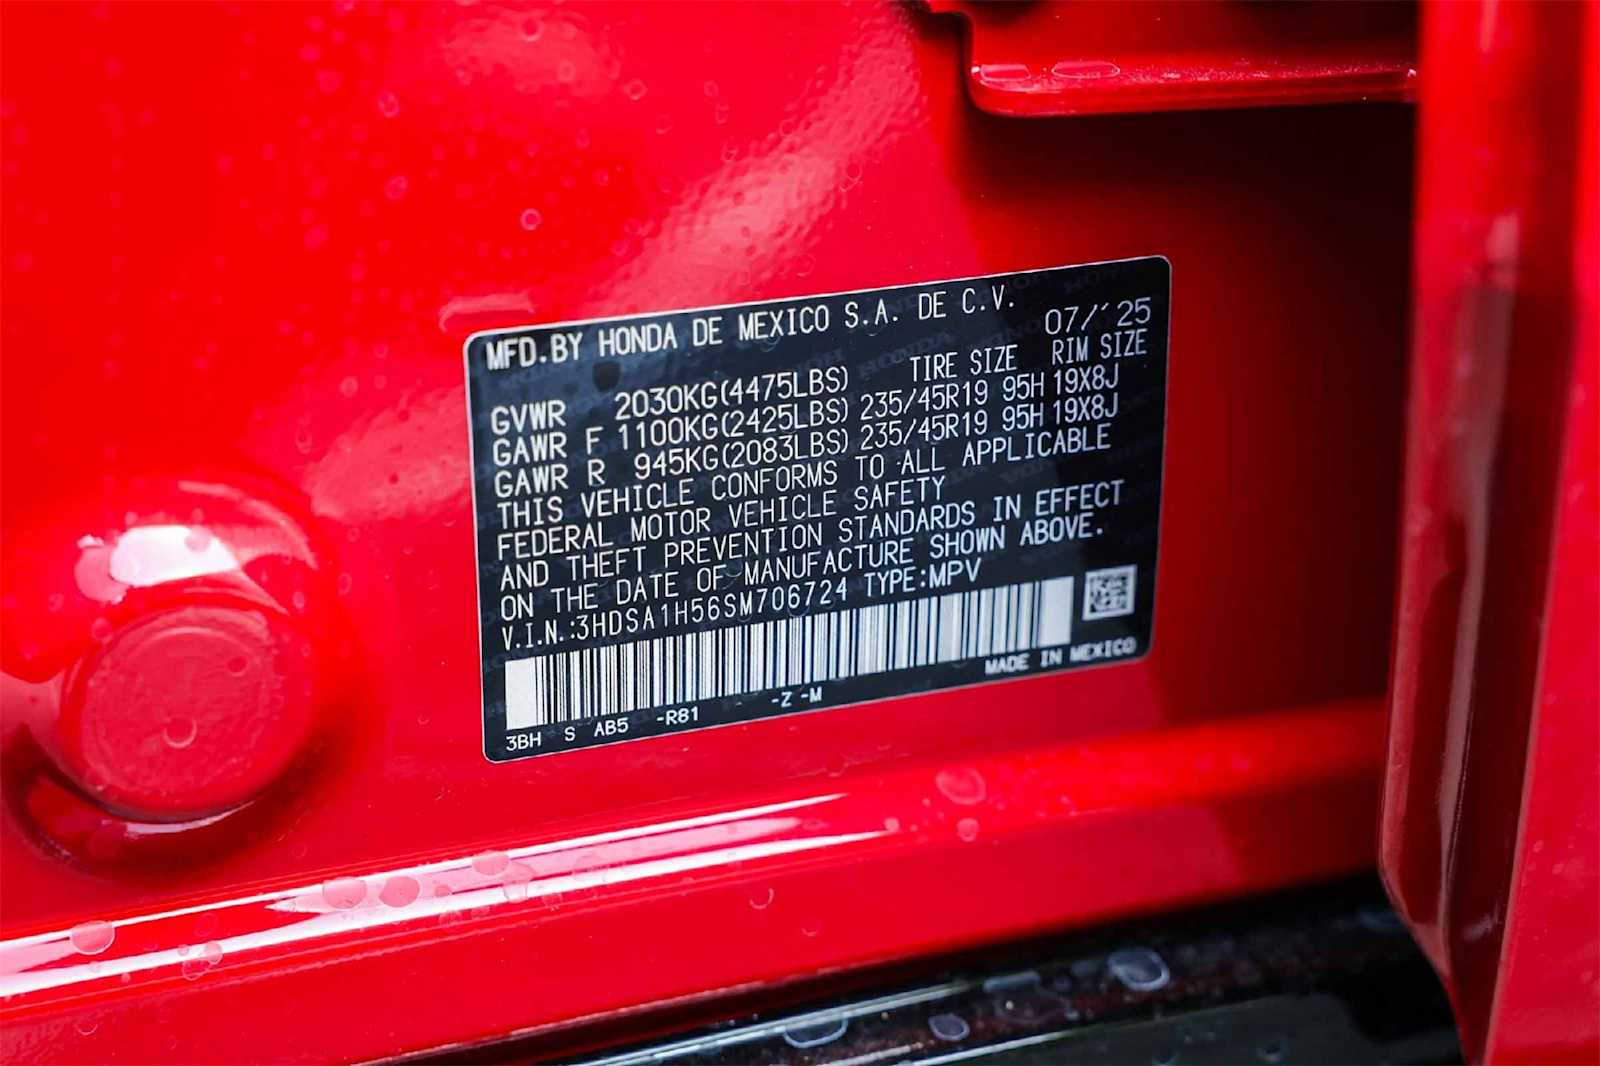 MFD.BY HONDA DE MEXICO S.A. DE C.V.
07/'25
TIRE SIZE RIM SIZE
GVWR 2030KG(4475LBS)
GAWR F 1100KG(2425LBS) 235/45R19 95H 19X8J
GAWR R 945KG(2083LBS) 235/45R19 95H 19X8J
THIS VEHICLE CONFORMS TO ALL APPLICABLE
FEDERAL MOTOR VEHICLE SAFETY
AND THEFT PREVENTION STANDARDS IN EFFECT
ON THE DATE OF MANUFACTURE SHOWN ABOVE.
V.I.N.:3HDSA1H56SM706724 TYPE:MPV
MADE IN MEXICO
3BH S AB5 -R81 -Z -M